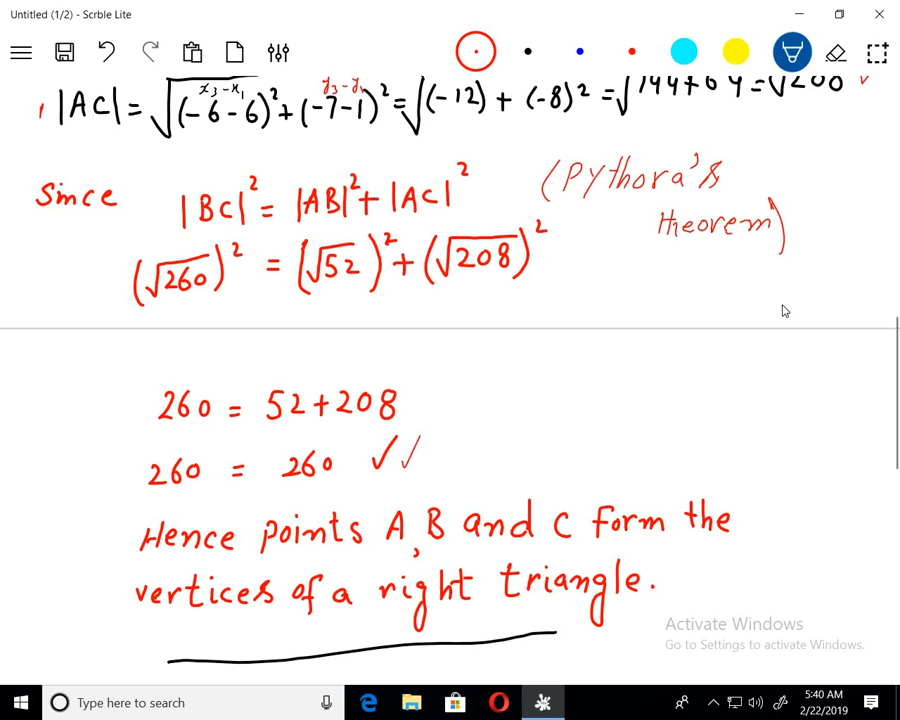 Untitled (1/2) - Scrble Lite
x₃-x₁ y₃-y₁
|AC| = √(-6-6)² + (-7-1)² = √(-12) + (-8)² = √144+64 = √208 ✓
Since |BC|² = |AB|² + |AC|² (Pythora's
theorem)
(√260)² = (√52)² + (√208)²
260 = 52+208
260 = 260 ✓✓
Hence points A, B and C form the
vertices of a right triangle.
Activate Windows
Go to Settings to activate Windows.
Type here to search
5:40 AM
2/22/2019